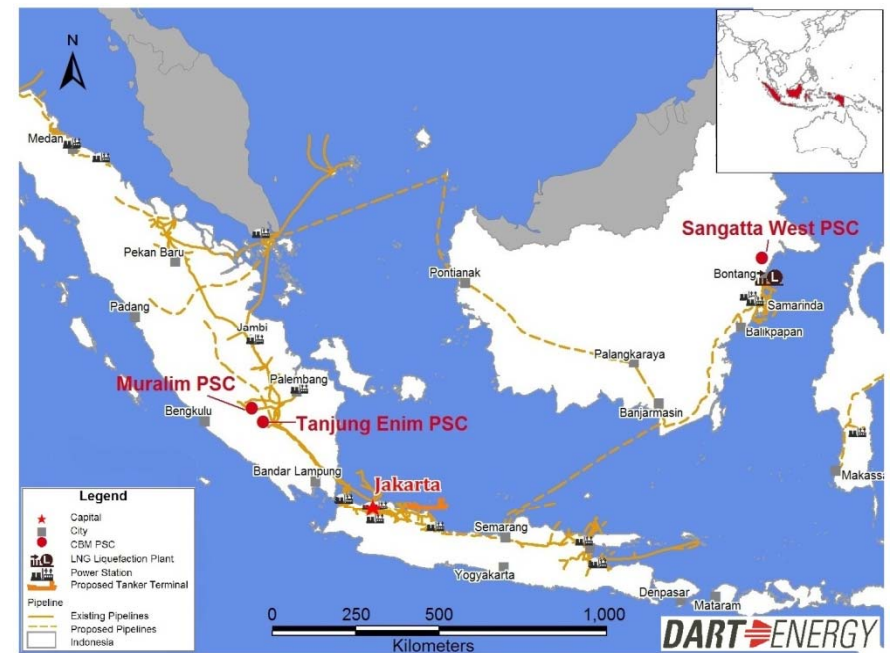 N
Medan
Pekan Baru
Padang
Jambi
Palembang
Muralim PSC
Bengkulu
Tanjung Enim PSC
Bandar Lampung
Jakarta
Semarang
Yogyakarta
Denpasar
Mataram
Pontianak
Palangkaraya
Banjarmasin
Sangatta West PSC
Bontang
L
Samarinda
Balikpapan
Makassa
Legend
Capital
City
CBM PSC
L
LNG Liquefaction Plant
Power Station
Proposed Tanker Terminal
Pipeline
Existing Pipelines
Proposed Pipelines
Indonesia
0 250 500 1,000
Kilometers
DART ENERGY